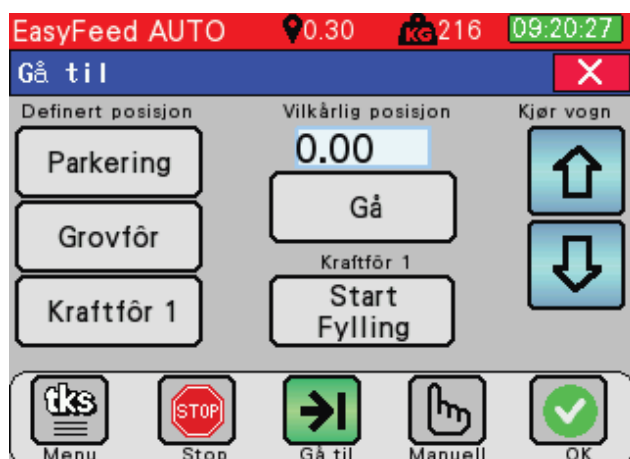 EasyFeed AUTO 0.30 KG 216 09:20:27
Gå til X
Definert posisjon Vilkårlig posisjon Kjør vogn
Parkering 0.00
Gå
Grovfôr
Kraftfôr 1
Kraftfôr 1 Start
Fylling
tks STOP
Menu Stop Gå til Manuell OK